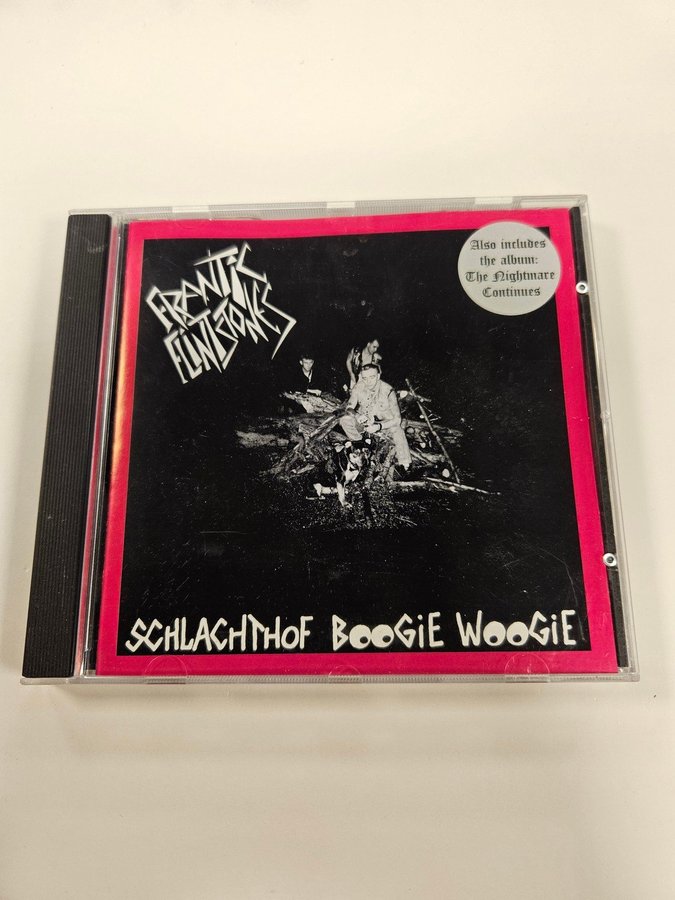 FRANTIC
FLINTSTONES
Also includes
the album:
The Nightmare
Continues
SCHLACHTHOF BOOGiE WOOGiE